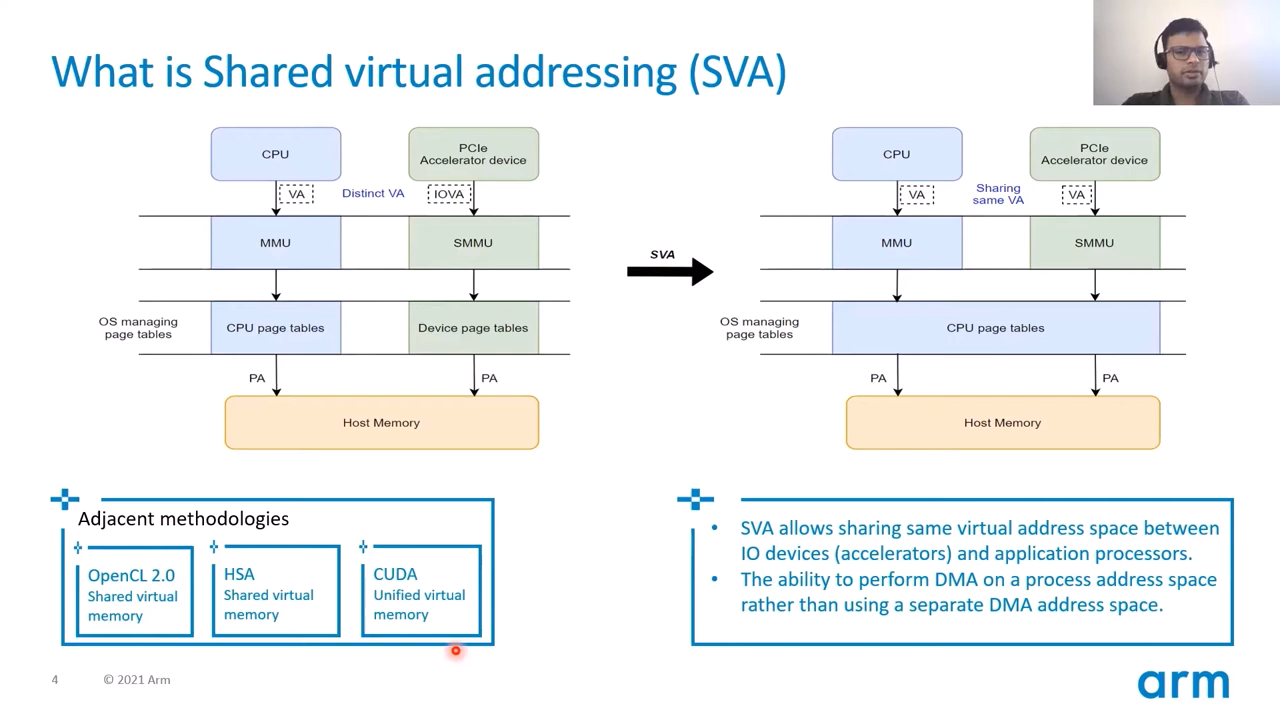 What is Shared virtual addressing (SVA)
CPU
PCIe
Accelerator device
VA
Distinct VA
IOVA
MMU
SMMU
OS managing
page tables
CPU page tables
Device page tables
PA
PA
Host Memory
SVA
CPU
PCIe
Accelerator device
VA
Sharing
same VA
VA
MMU
SMMU
OS managing
page tables
CPU page tables
PA
PA
Host Memory
Adjacent methodologies
OpenCL 2.0
Shared virtual
memory
HSA
Shared virtual
memory
CUDA
Unified virtual
memory
• SVA allows sharing same virtual address space between
IO devices (accelerators) and application processors.
• The ability to perform DMA on a process address space
rather than using a separate DMA address space.
4
© 2021 Arm
arm